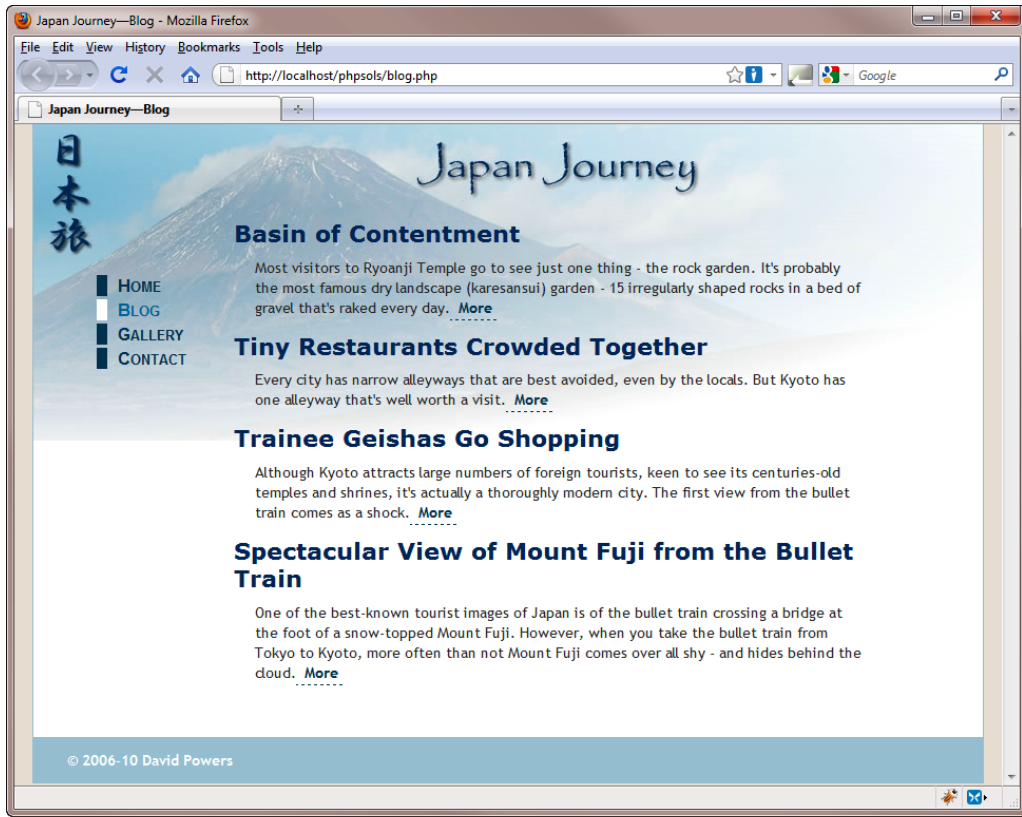 Japan Journey—Blog - Mozilla Firefox
File Edit View History Bookmarks Tools Help
http://localhost/phpsols/blog.php
Google
Japan Journey—Blog
日
本
旅
Japan Journey
HOME
BLOG
GALLERY
CONTACT
Basin of Contentment
Most visitors to Ryoanji Temple go to see just one thing - the rock garden. It's probably
the most famous dry landscape (karesansui) garden - 15 irregularly shaped rocks in a bed of
gravel that's raked every day. More
Tiny Restaurants Crowded Together
Every city has narrow alleyways that are best avoided, even by the locals. But Kyoto has
one alleyway that's well worth a visit. More
Trainee Geishas Go Shopping
Although Kyoto attracts large numbers of foreign tourists, keen to see its centuries-old
temples and shrines, it's actually a thoroughly modern city. The first view from the bullet
train comes as a shock. More
Spectacular View of Mount Fuji from the Bullet
Train
One of the best-known tourist images of Japan is of the bullet train crossing a bridge at
the foot of a snow-topped Mount Fuji. However, when you take the bullet train from
Tokyo to Kyoto, more often than not Mount Fuji comes over all shy - and hides behind the
cloud. More
© 2006-10 David Powers